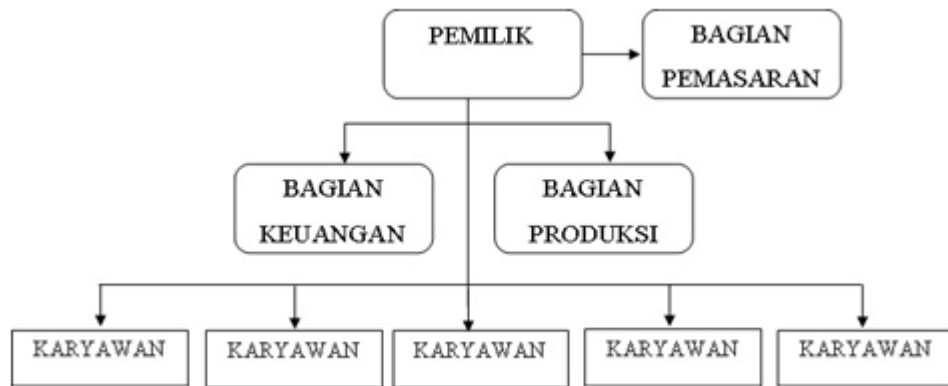 PEMILIK
BAGIAN
PEMASARAN
BAGIAN
KEUANGAN
BAGIAN
PRODUKSI
KARYAWAN
KARYAWAN
KARYAWAN
KARYAWAN
KARYAWAN